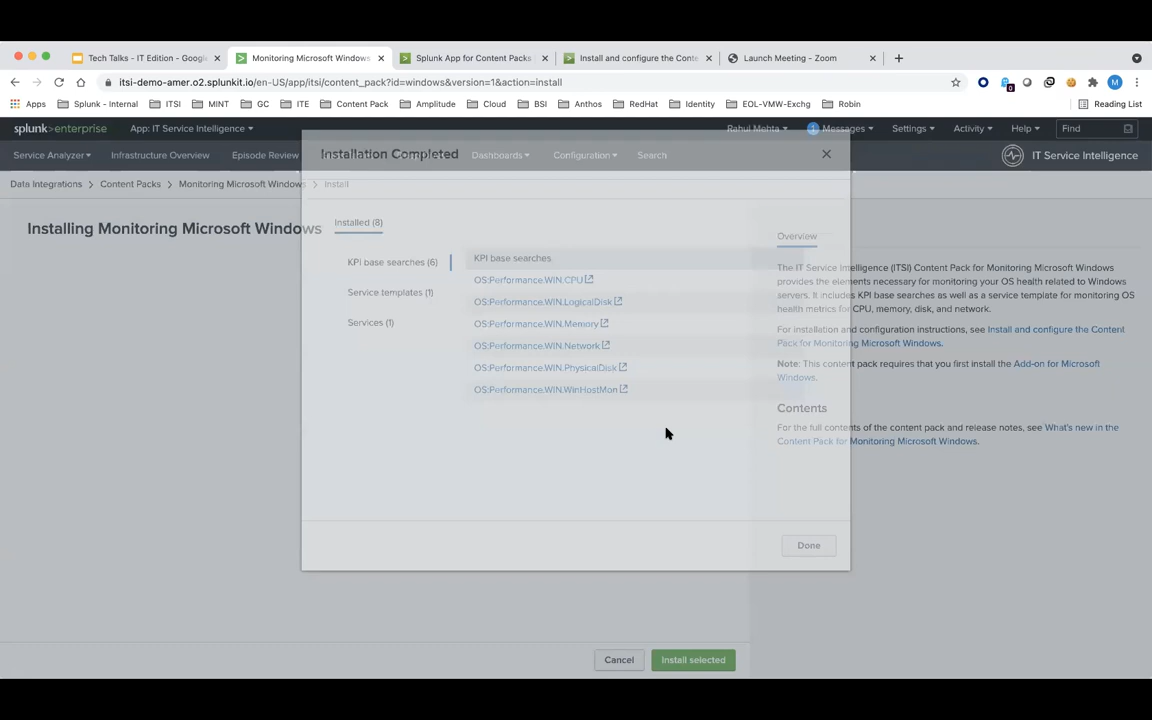 Tech Talks - IT Edition - Google
Monitoring Microsoft Windows
Splunk App for Content Packs
Install and configure the Conte
Launch Meeting - Zoom
itsi-demo-amer.o2.splunkit.io/en-US/app/itsi/content_pack?id=windows&version=1&action=install
Apps
Splunk - Internal
ITSI
MINT
GC
ITE
Content Pack
Amplitude
Cloud
BSI
Anthos
RedHat
Identity
EOL-VMW-Exchg
Robin
Reading List
splunk>enterprise
App: IT Service Intelligence
Rahul Mehta
Messages
Settings
Activity
Help
Find
Service Analyzer
Infrastructure Overview
Episode Review
Dashboards
Configuration
Search
IT Service Intelligence
Installation Completed
Data Integrations > Content Packs > Monitoring Microsoft Windows > Install
Installing Monitoring Microsoft Windows
Installed (8)
KPI base searches (6)
Service templates (1)
Services (1)
KPI base searches
OS:Performance.WIN.CPU
OS:Performance.WIN.LogicalDisk
OS:Performance.WIN.Memory
OS:Performance.WIN.Network
OS:Performance.WIN.PhysicalDisk
OS:Performance.WIN.WinHostMon
Done
Overview
The IT Service Intelligence (ITSI) Content Pack for Monitoring Microsoft Windows
provides the elements necessary for monitoring your OS health related to Windows
servers. It includes KPI base searches as well as a service template for monitoring OS
health metrics for CPU, memory, disk, and network.
For installation and configuration instructions, see Install and configure the Content
Pack for Monitoring Microsoft Windows.
Note: This content pack requires that you first install the Add-on for Microsoft
Windows.
Contents
For the full contents of the content pack and release notes, see What's new in the
Content Pack for Monitoring Microsoft Windows.
Cancel
Install selected